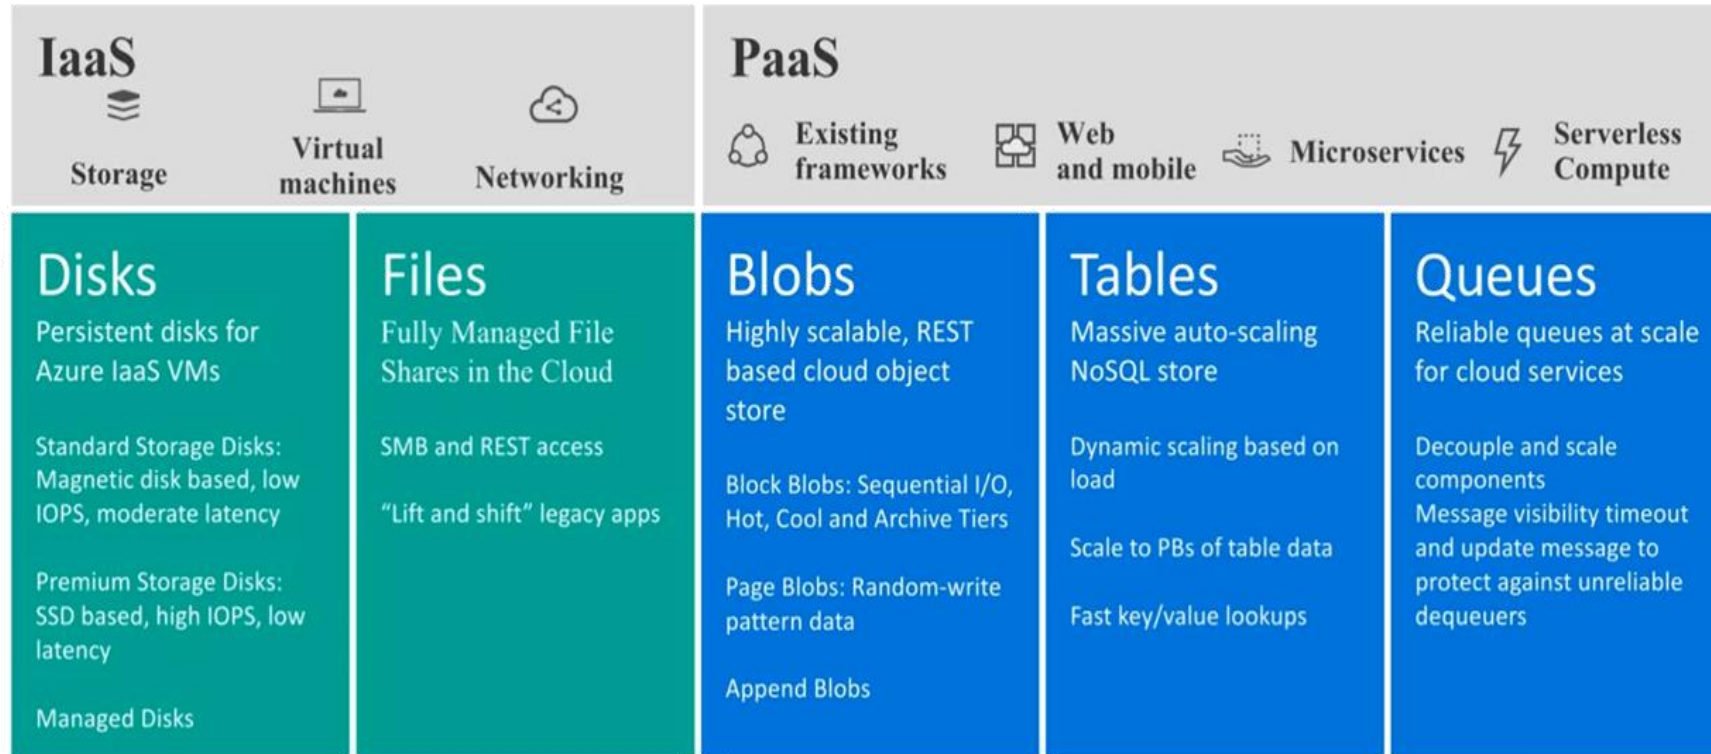 IaaS
Storage
Virtual
machines
Networking
PaaS
Existing
frameworks
Web
and mobile
Microservices
Serverless
Compute
Disks
Persistent disks for
Azure IaaS VMs
Standard Storage Disks:
Magnetic disk based, low
IOPS, moderate latency
Premium Storage Disks:
SSD based, high IOPS, low
latency
Managed Disks
Files
Fully Managed File
Shares in the Cloud
SMB and REST access
“Lift and shift” legacy apps
Blobs
Highly scalable, REST
based cloud object
store
Block Blobs: Sequential I/O,
Hot, Cool and Archive Tiers
Page Blobs: Random-write
pattern data
Append Blobs
Tables
Massive auto-scaling
NoSQL store
Dynamic scaling based on
load
Scale to PBs of table data
Fast key/value lookups
Queues
Reliable queues at scale
for cloud services
Decouple and scale
components
Message visibility timeout
and update message to
protect against unreliable
dequeuers